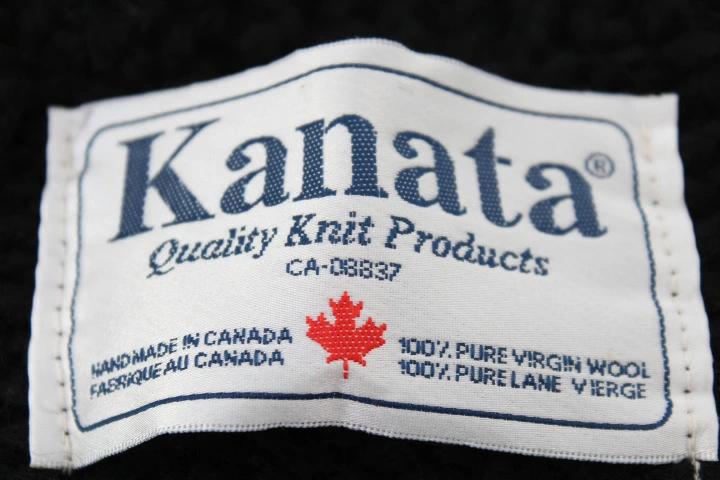 Kanata®
Quality Knit Products
CA-08837
HANDMADE IN CANADA
FABRIQUE AU CANADA
100% PURE VIRGIN WOOL
100% PURE LANE VIERGE